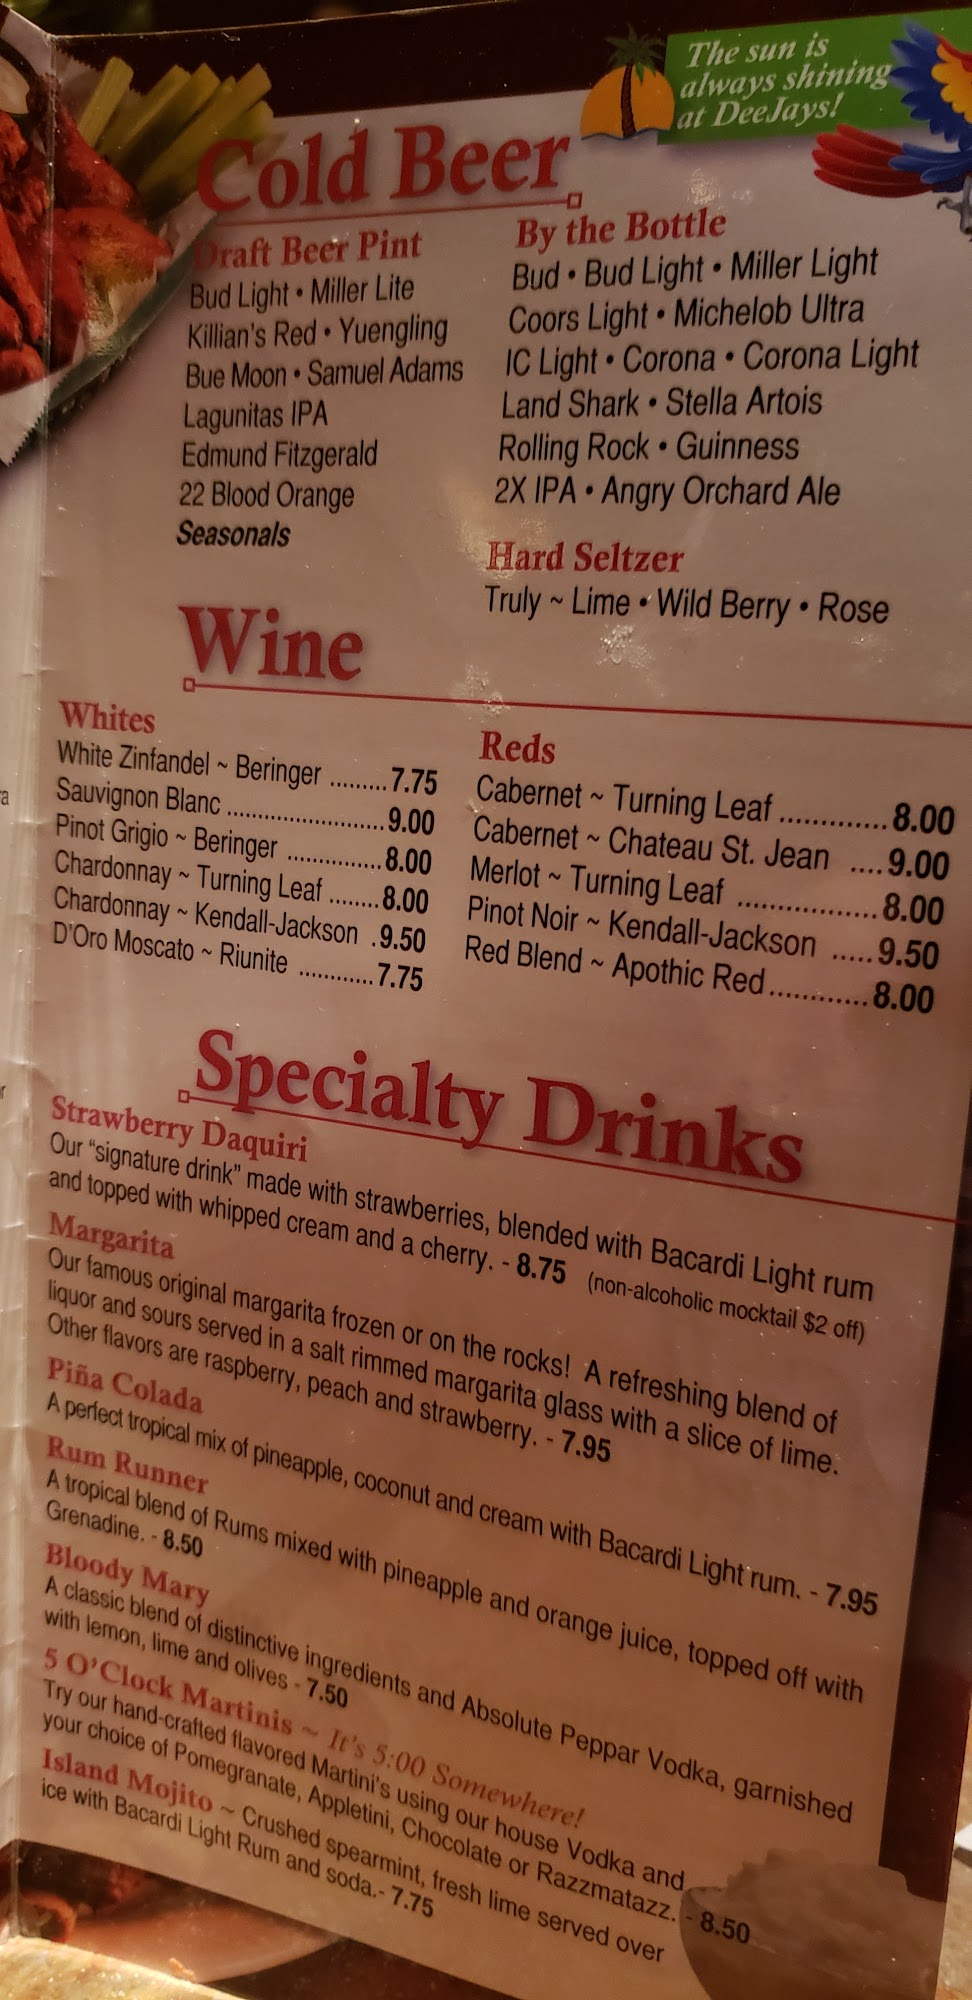 The sun is
always shining
at DeeJays!
Cold Beer
Draft Beer Pint
Bud Light • Miller Lite
Killian's Red • Yuengling
Bue Moon • Samuel Adams
Lagunitas IPA
Edmund Fitzgerald
22 Blood Orange
Seasonals
By the Bottle
Bud • Bud Light • Miller Light
Coors Light • Michelob Ultra
IC Light • Corona • Corona Light
Land Shark • Stella Artois
Rolling Rock • Guinness
2X IPA • Angry Orchard Ale
Hard Seltzer
Truly ~ Lime • Wild Berry • Rose
Wine
Whites
White Zinfandel ~ Beringer .........7.75
Sauvignon Blanc .........................9.00
Pinot Grigio ~ Beringer ...............8.00
Chardonnay ~ Turning Leaf ........8.00
Chardonnay ~ Kendall-Jackson .9.50
D'Oro Moscato ~ Riunite ............7.75
Reds
Cabernet ~ Turning Leaf .............8.00
Cabernet ~ Chateau St. Jean ....9.00
Merlot ~ Turning Leaf .................8.00
Pinot Noir ~ Kendall-Jackson .....9.50
Red Blend ~ Apothic Red............8.00
Specialty Drinks
Strawberry Daquiri
Our “signature drink” made with strawberries, blended with Bacardi Light rum
and topped with whipped cream and a cherry. - 8.75 (non-alcoholic mocktail $2 off)
Margarita
Our famous original margarita frozen or on the rocks! A refreshing blend of
liquor and sours served in a salt rimmed margarita glass with a slice of lime.
Other flavors are raspberry, peach and strawberry. - 7.95
Piña Colada
A perfect tropical mix of pineapple, coconut and cream with Bacardi Light rum. - 7.95
Rum Runner
A tropical blend of Rums mixed with pineapple and orange juice, topped off with
Grenadine. - 8.50
Bloody Mary
A classic blend of distinctive ingredients and Absolute Peppar Vodka, garnished
with lemon, lime and olives - 7.50
5 O'Clock Martinis ~ It's 5:00 Somewhere!
Try our hand-crafted flavored Martini's using our house Vodka and
your choice of Pomegranate, Appletini, Chocolate or Razzmatazz. - 8.50
Island Mojito ~ Crushed spearmint, fresh lime served over
ice with Bacardi Light Rum and soda.- 7.75